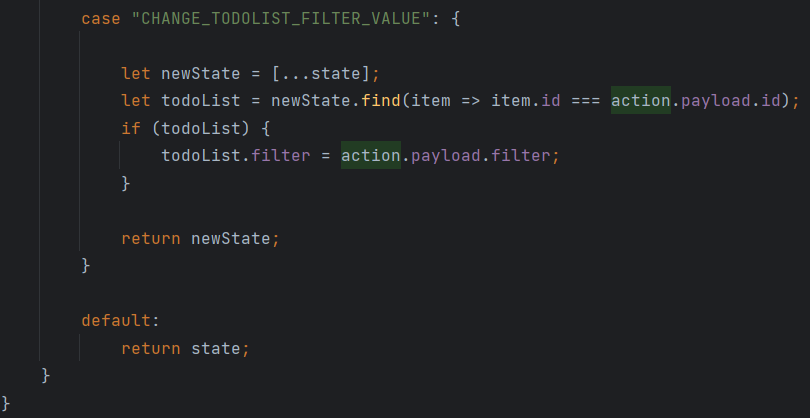 case "CHANGE_TODOLIST_FILTER_VALUE": {
let newState = [...state];
let todoList = newState.find(item => item.id === action.payload.id);
if (todoList) {
todoList.filter = action.payload.filter;
}
return newState;
}
default:
return state;
}
}